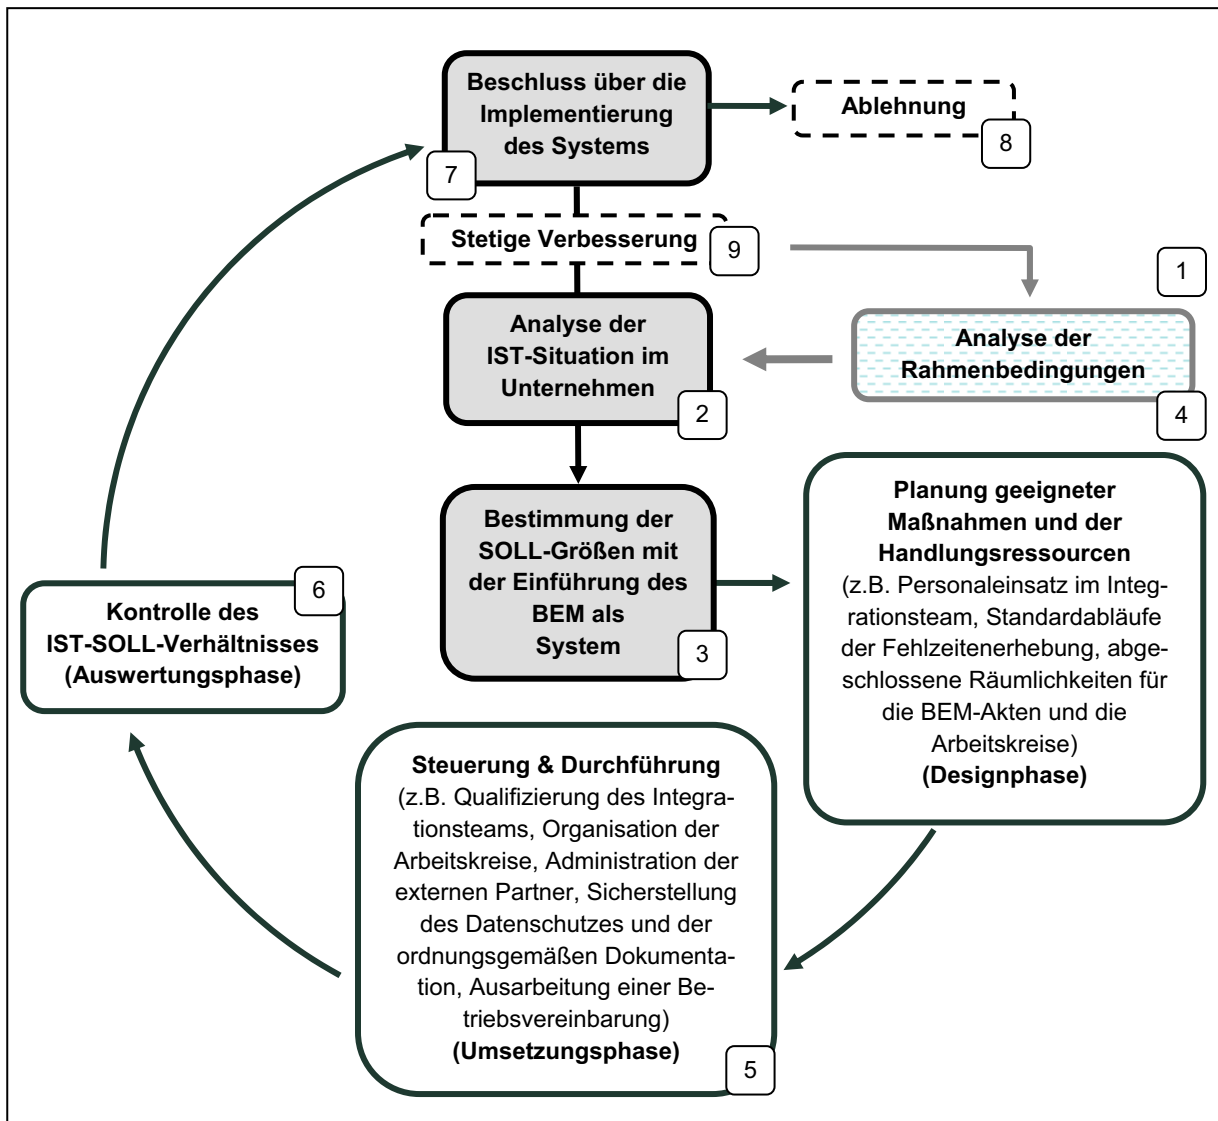 Beschluss über die
Implementierung
des Systems
7
Ablehnung
8
Stetige Verbesserung
9
1
Analyse der
Rahmenbedingungen
4
Analyse der
IST-Situation im
Unternehmen
2
Bestimmung der
SOLL-Größen mit
der Einführung des
BEM als
System
3
Planung geeigneter
Maßnahmen und der
Handlungsressourcen
(z.B. Personaleinsatz im Integ-
rationsteam, Standardabläufe
der Fehlzeitenerhebung, abge-
schlossene Räumlichkeiten für
die BEM-Akten und die
Arbeitskreise)
(Designphase)
Steuerung & Durchführung
(z.B. Qualifizierung des Integra-
tionsteams, Organisation der
Arbeitskreise, Administration der
externen Partner, Sicherstellung
des Datenschutzes und der
ordnungsgemäßen Dokumenta-
tion, Ausarbeitung einer Be-
triebsvereinbarung)
(Umsetzungsphase)
5
6
Kontrolle des
IST-SOLL-Verhältnisses
(Auswertungsphase)